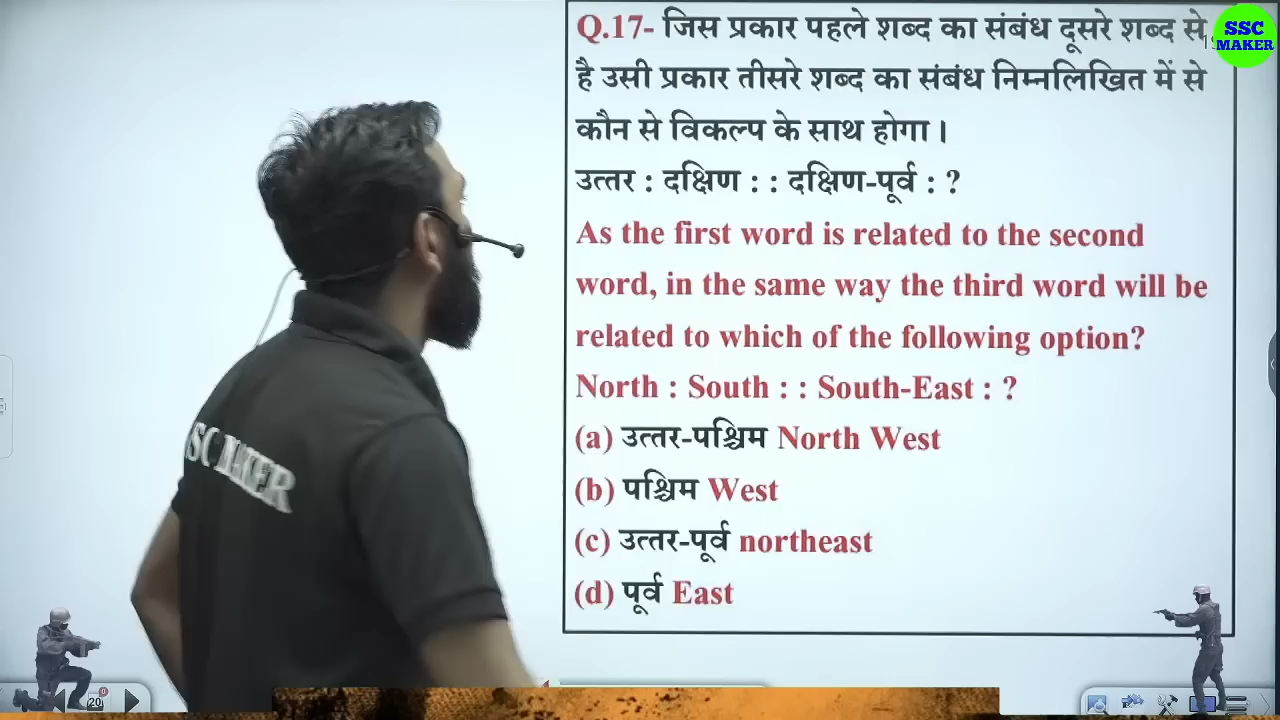 SSC
MAKER
Q.17- जिस प्रकार पहले शब्द का संबंध दूसरे शब्द से
है उसी प्रकार तीसरे शब्द का संबंध निम्नलिखित में से
कौन से विकल्प के साथ होगा।
उत्तर : दक्षिण : : दक्षिण-पूर्व : ?
As the first word is related to the second
word, in the same way the third word will be
related to which of the following option?
North : South : : South-East : ?
(a) उत्तर-पश्चिम North West
(b) पश्चिम West
(c) उत्तर-पूर्व northeast
(d) पूर्व East
SC MAKER
20
0